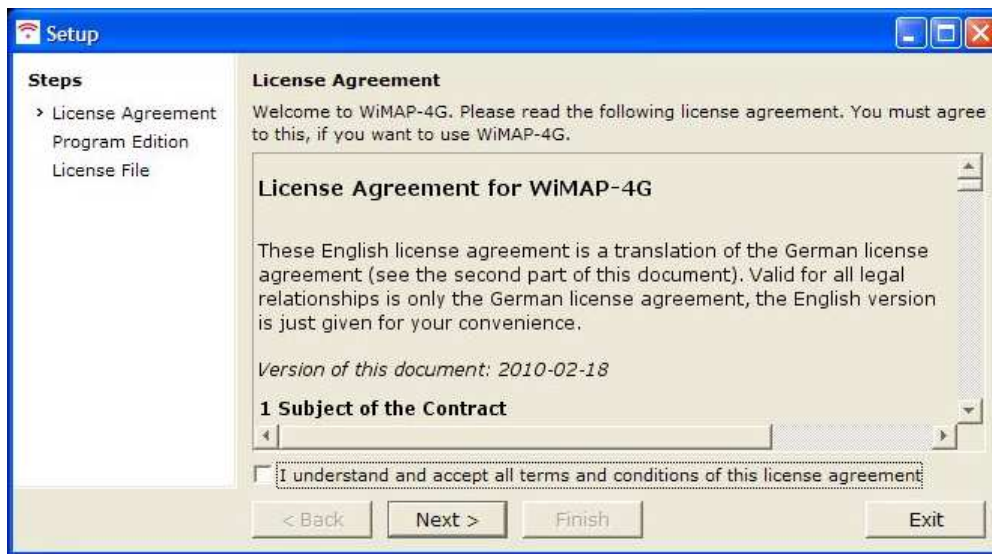 Setup
Steps
> License Agreement
Program Edition
License File
License Agreement
Welcome to WiMAP-4G. Please read the following license agreement. You must agree
to this, if you want to use WiMAP-4G.
License Agreement for WiMAP-4G
These English license agreement is a translation of the German license
agreement (see the second part of this document). Valid for all legal
relationships is only the German license agreement, the English version
is just given for your convenience.
Version of this document: 2010-02-18
1 Subject of the Contract
I understand and accept all terms and conditions of this license agreement
< Back Next > Finish Exit